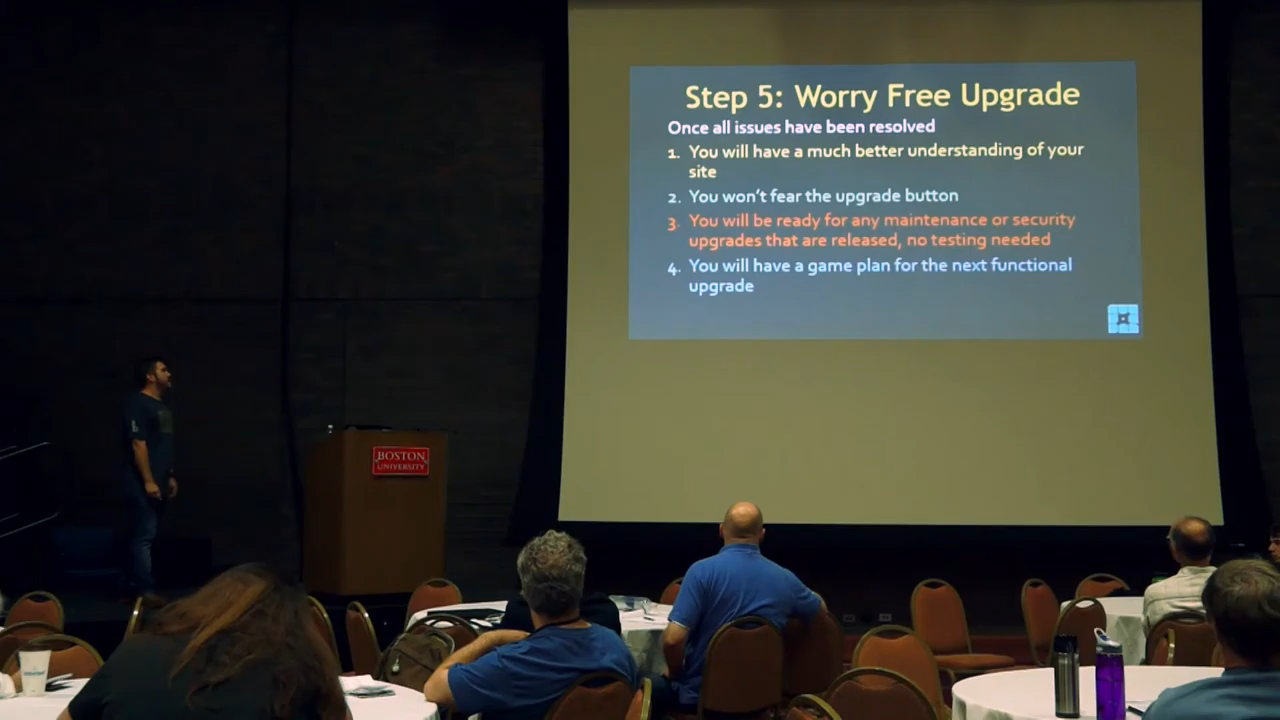 Step 5: Worry Free Upgrade
Once all issues have been resolved
1. You will have a much better understanding of your
site
2. You won't fear the upgrade button
3. You will be ready for any maintenance or security
upgrades that are released, no testing needed
4. You will have a game plan for the next functional
upgrade
BOSTON
UNIVERSITY